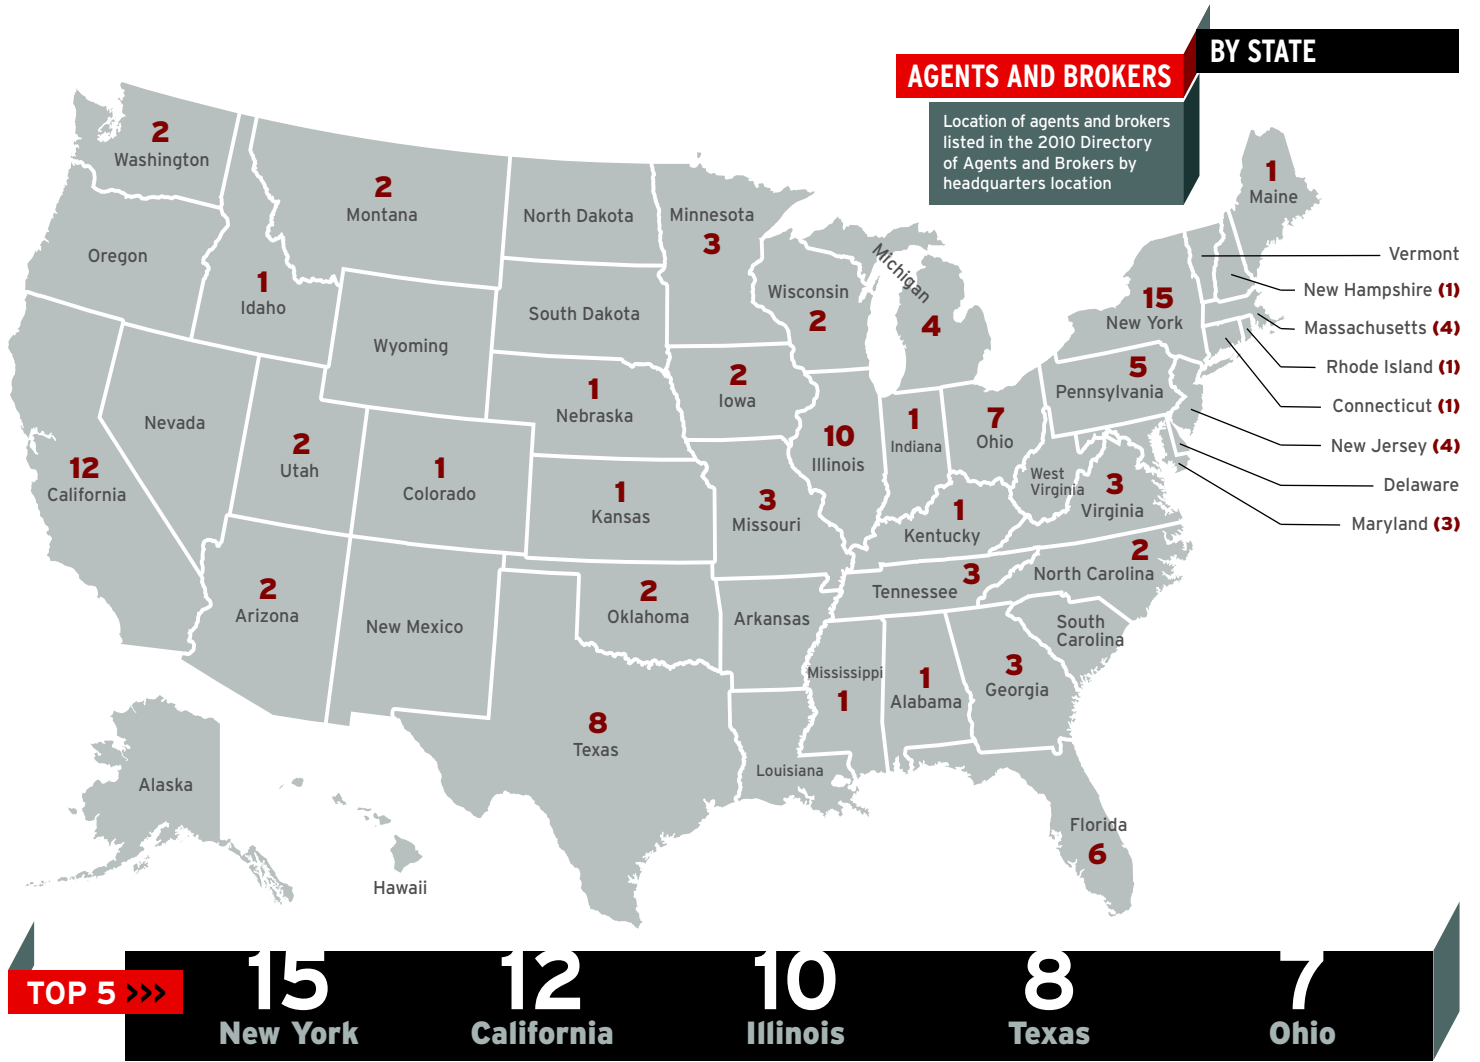 BY STATE
AGENTS AND BROKERS
Location of agents and brokers
listed in the 2010 Directory
of Agents and Brokers by
headquarters location
2
Washington
2
Montana
North Dakota
Minnesota
3
1
Maine
Oregon
1
Idaho
Wyoming
South Dakota
Wisconsin
2
Michigan
4
15
New York
Vermont
New Hampshire (1)
Massachusetts (4)
Rhode Island (1)
Connecticut (1)
New Jersey (4)
Delaware
Maryland (3)
5
Pennsylvania
Nevada
12
California
2
Utah
1
Colorado
1
Nebraska
2
Iowa
10
Illinois
1
Indiana
7
Ohio
West
Virginia
3
Virginia
1
Kansas
3
Missouri
1
Kentucky
2
North Carolina
3
Tennessee
2
Arizona
New Mexico
2
Oklahoma
Arkansas
South
Carolina
Mississippi
1
1
Alabama
3
Georgia
8
Texas
Louisiana
Florida
6
Alaska
Hawaii
TOP 5 >>>
15
New York
12
California
10
Illinois
8
Texas
7
Ohio